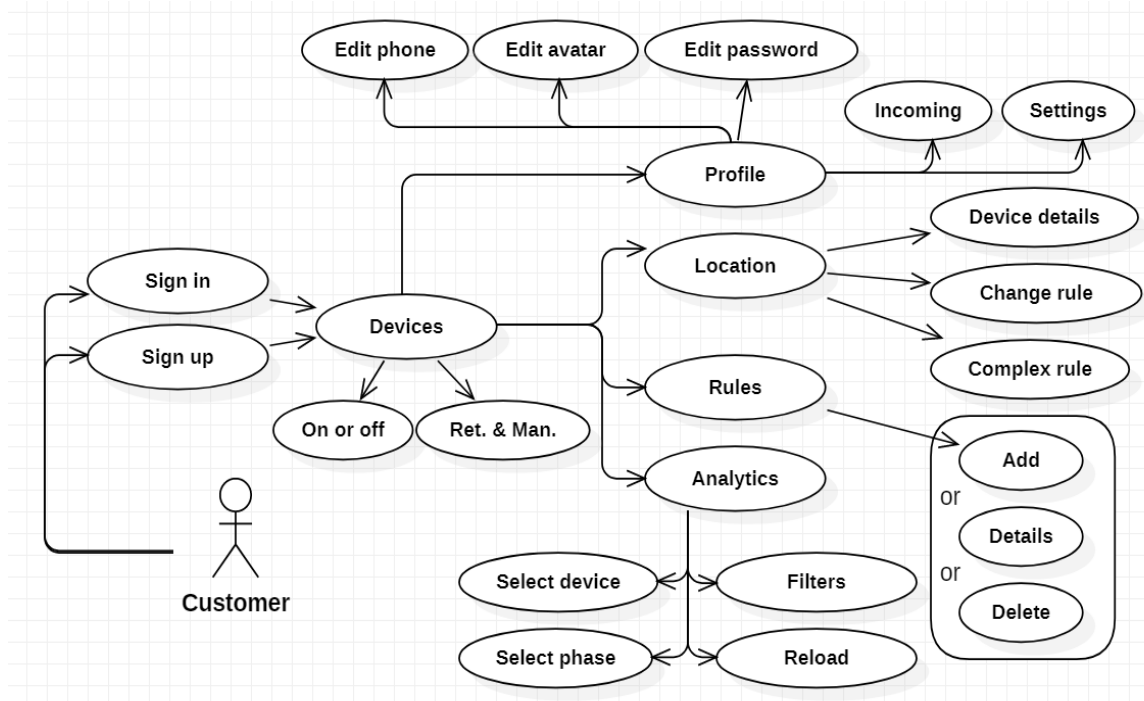 Edit phone
Edit avatar
Edit password
Incoming
Settings
Profile
Device details
Location
Sign in
Change rule
Devices
Sign up
Complex rule
Rules
On or off
Ret. & Man.
Add
Analytics
or
Details
or
Select device
Filters
Customer
Delete
Select phase
Reload